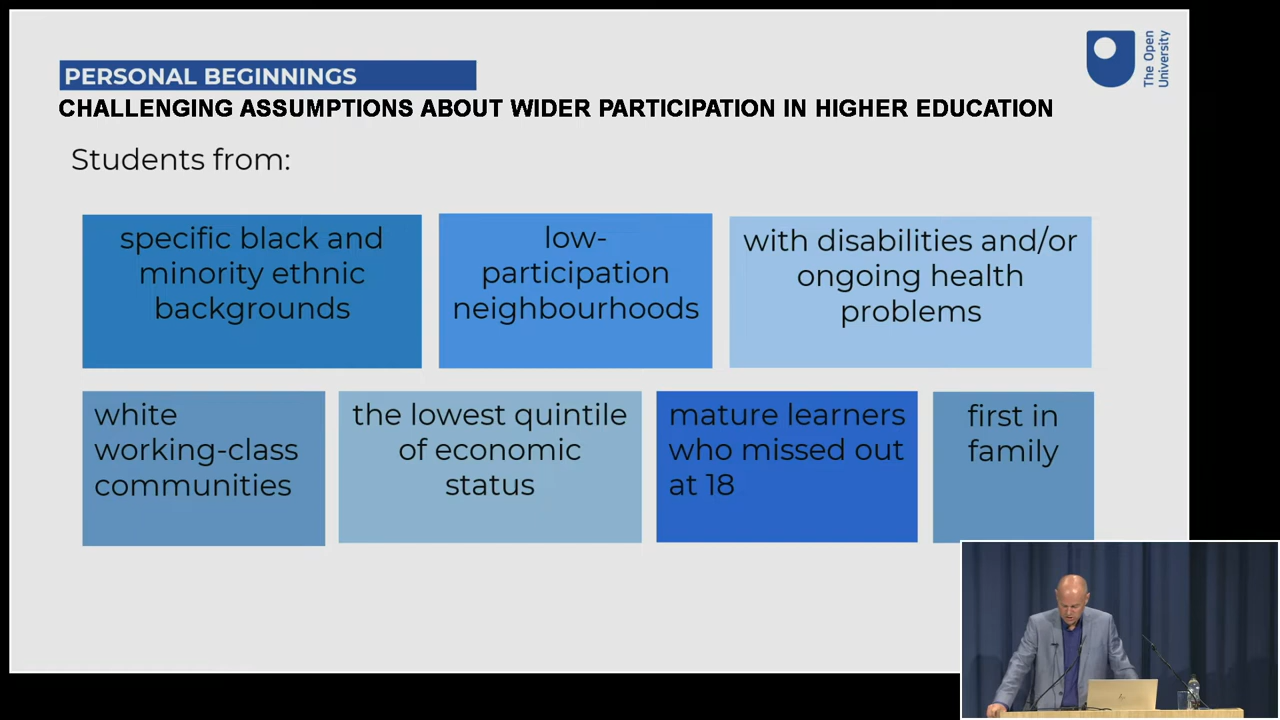 PERSONAL BEGINNINGS
The Open
University
CHALLENGING ASSUMPTIONS ABOUT WIDER PARTICIPATION IN HIGHER EDUCATION
Students from:
specific black and
minority ethnic
backgrounds
low-
participation
neighbourhoods
with disabilities and/or
ongoing health
problems
white
working-class
communities
the lowest quintile
of economic
status
mature learners
who missed out
at 18
first in
family